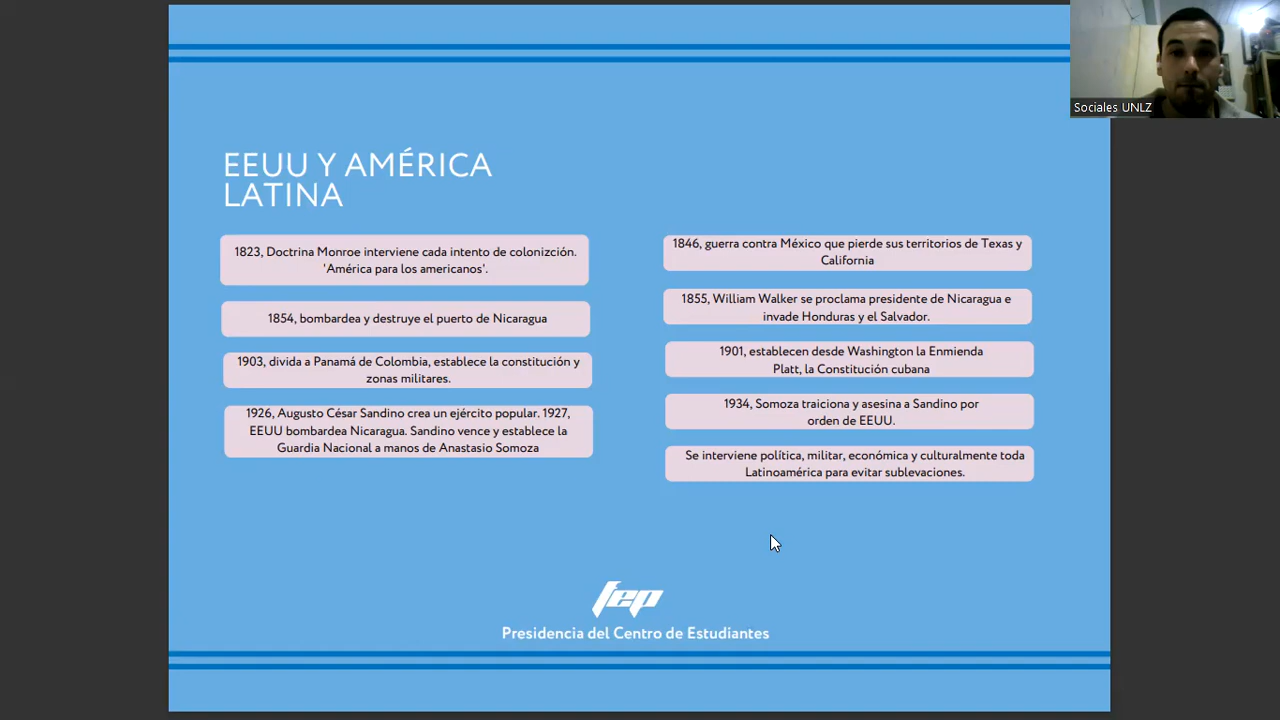 Sociales UNLZ
EEUU Y AMÉRICA
LATINA
1823, Doctrina Monroe interviene cada intento de colonizción.
'América para los americanos'.
1846, guerra contra México que pierde sus territorios de Texas y
California
1854, bombardea y destruye el puerto de Nicaragua
1855, William Walker se proclama presidente de Nicaragua e
invade Honduras y el Salvador.
1903, divida a Panamá de Colombia, establece la constitución y
zonas militares.
1901, establecen desde Washington la Enmienda
Platt, la Constitución cubana
1926, Augusto César Sandino crea un ejército popular. 1927,
EEUU bombardea Nicaragua. Sandino vence y establece la
Guardia Nacional a manos de Anastasio Somoza
1934, Somoza traiciona y asesina a Sandino por
orden de EEUU.
Se interviene política, militar, económica y culturalmente toda
Latinoamérica para evitar sublevaciones.
fep
Presidencia del Centro de Estudiantes